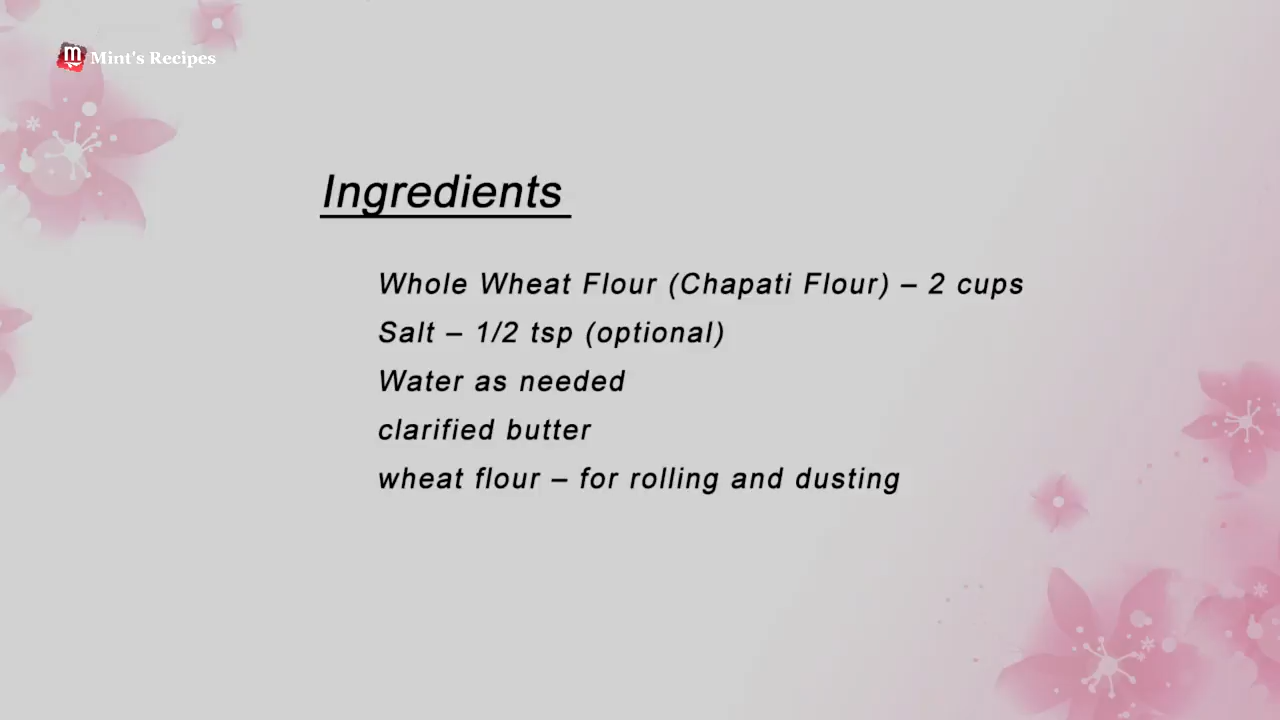 Mint's Recipes
Ingredients
Whole Wheat Flour (Chapati Flour) – 2 cups
Salt – 1/2 tsp (optional)
Water as needed
clarified butter
wheat flour – for rolling and dusting